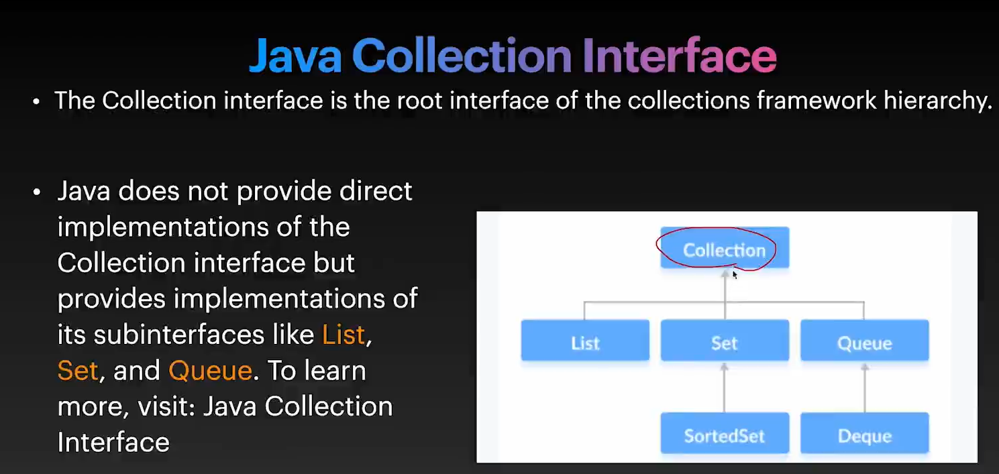 Java Collection Interface
• The Collection interface is the root interface of the collections framework hierarchy.
• Java does not provide direct
implementations of the
Collection interface but
provides implementations of
its subinterfaces like List,
Set, and Queue. To learn
more, visit: Java Collection
Interface
Collection
List Set Queue
SortedSet Deque